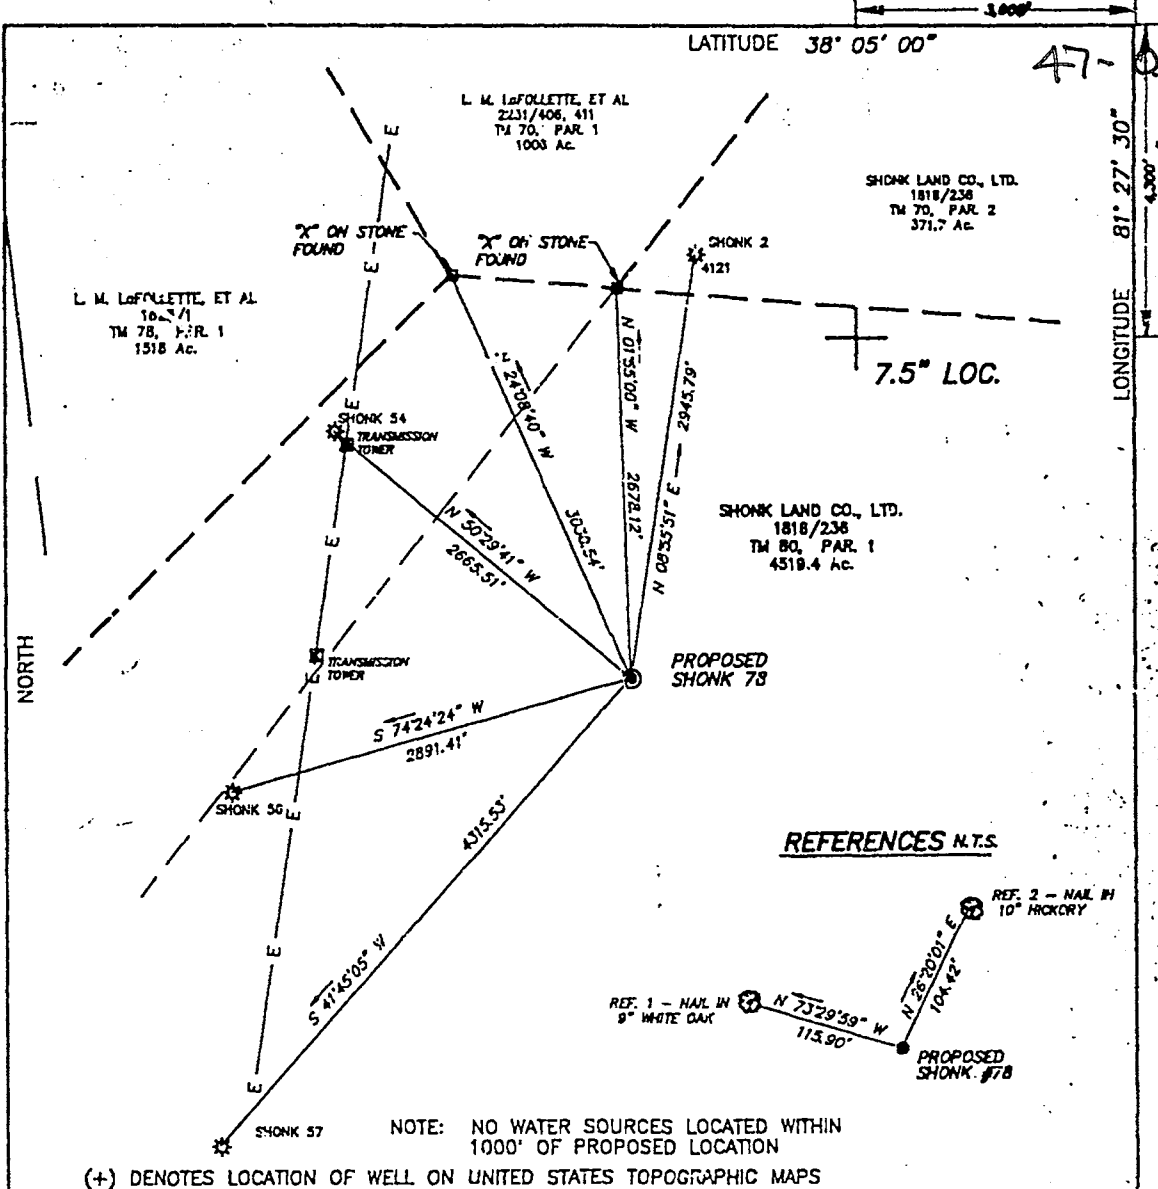 3,000'
LATITUDE 38° 05' 00"
47-
L. M. LaFOLLETTE, ET AL
2231/406, 411
TM 70, PAR. 1
1003 Ac.
SHONK LAND CO., LTD.
1818/236
TM 70, PAR. 2
371.7 Ac.
LONGITUDE 81° 27' 30"
4,300'
"X" ON STONE
FOUND
"X" ON STONE
FOUND
SHONK 2
4121
L. M. LaFOLLETTE, ET AL
TM 78, PAR. 1
1518 Ac.
7.5" LOC.
N 24°08'40" W
3030.54'
N 01°55'00" W 2678.12'
N 08°55'51" E 2945.79'
SHONK 54
TRANSMISSION
TOWER
N 50°29'41" W
2665.51'
SHONK LAND CO., LTD.
1818/236
TM 80, PAR. 1
4519.4 Ac.
E
E
E
E
E
E
E
E
NORTH
TRANSMISSION
TOWER
PROPOSED
SHONK 78
S 74°24'24" W
2891.41'
SHONK 56
4315.53'
S 41°45'05" W
REFERENCES N.T.S.
REF. 2 - NAIL IN
10" HICKORY
N 26°20'01" E
104.42'
REF. 1 - NAIL IN
9" WHITE OAK
N 73°29'59" W
115.90'
PROPOSED
SHONK #78
SHONK 57
NOTE: NO WATER SOURCES LOCATED WITHIN
1000' OF PROPOSED LOCATION
(+) DENOTES LOCATION OF WELL ON UNITED STATES TOPOGRAPHIC MAPS